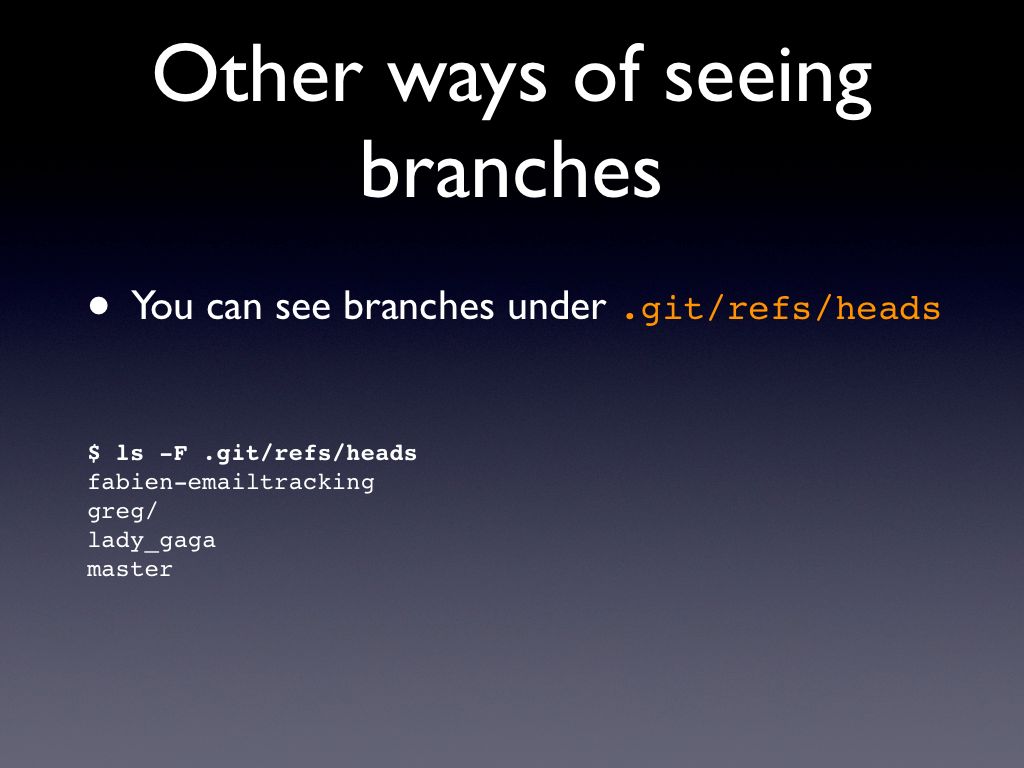 Other ways of seeing
branches
• You can see branches under .git/refs/heads
$ ls -F .git/refs/heads
fabien-emailtracking
greg/
lady_gaga
master